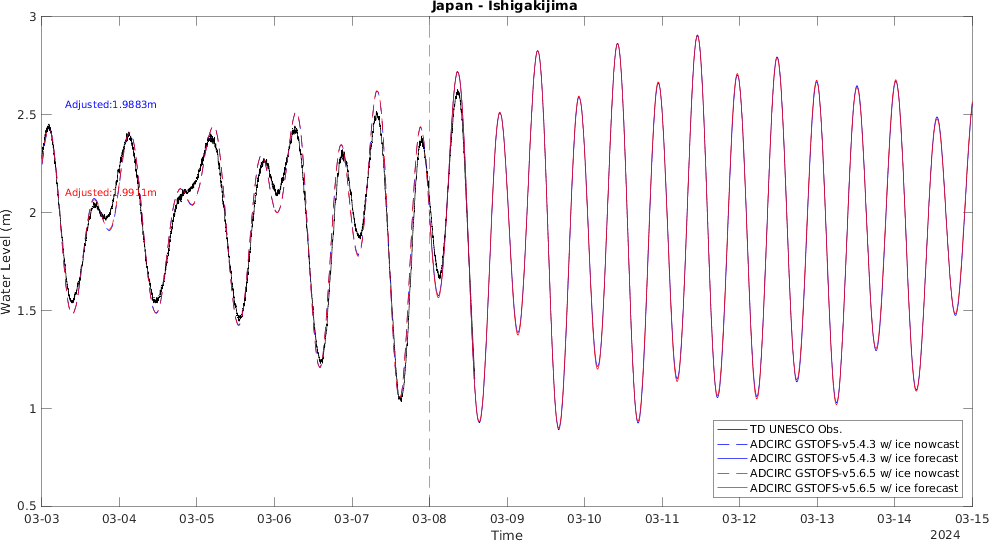 Japan - Ishigakijima
3
2.5
2
1.5
1
0.5
Water Level (m)
Adjusted:1.9883m
Adjusted:1.9911m
TD UNESCO Obs.
ADCIRC GSTOFS-v5.4.3 w/ ice nowcast
ADCIRC GSTOFS-v5.4.3 w/ ice forecast
ADCIRC GSTOFS-v5.6.5 w/ ice nowcast
ADCIRC GSTOFS-v5.6.5 w/ ice forecast
03-03 03-04 03-05 03-06 03-07 03-08 03-09 03-10 03-11 03-12 03-13 03-14 03-15
Time
2024